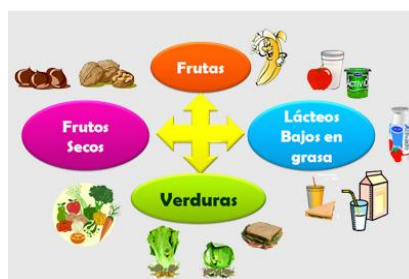 Frutas
Frutos
Secos
Lácteos
Bajos en
grasa
Verduras